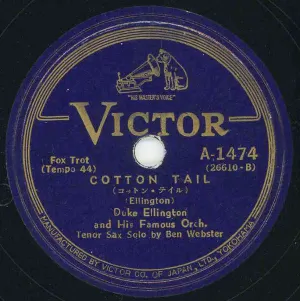 "HIS MASTER'S VOICE"
VICTOR
Fox Trot
(Tempo 44)
A-1474
(26610-B)
COTTON TAIL
(コットン・テイル)
(Ellington)
Duke Ellington
and His Famous Orch.
Tenor Sax Solo by Ben Webster
MANUFACTURED BY VICTOR CO. OF JAPAN, LTD., YOKOHAMA